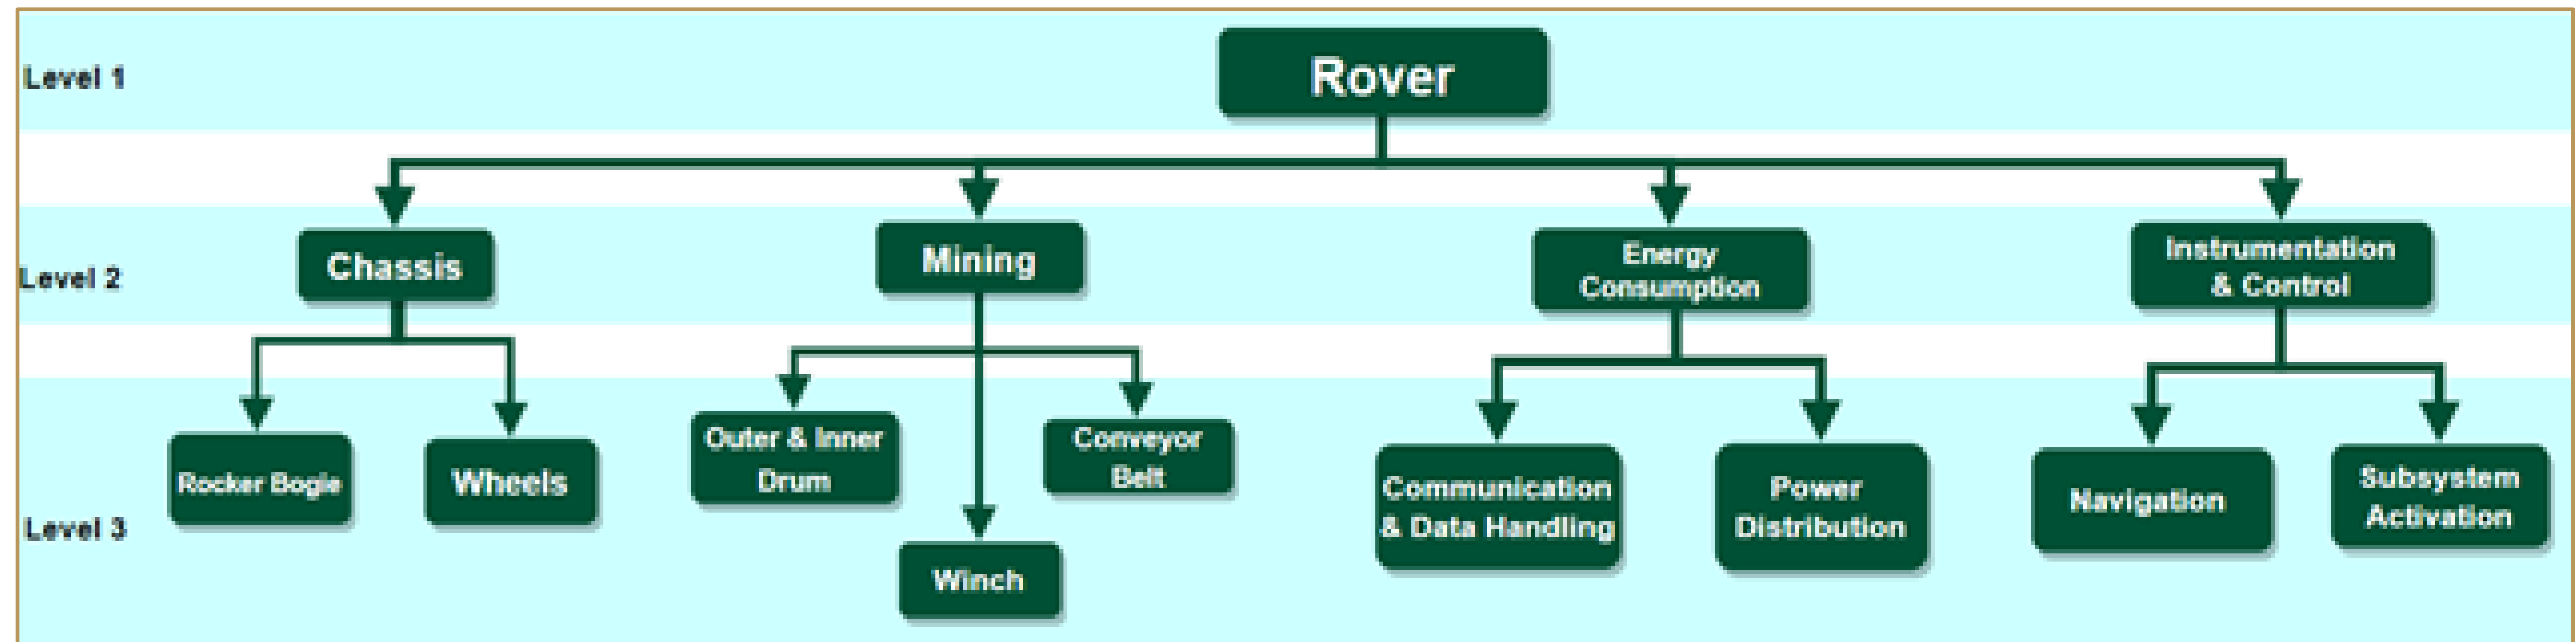 Level 1
Rover
Level 2
Chassis
Mining
Energy
Consumption
Instrumentation
& Control
Level 3
Rocker Bogie
Wheels
Outer & Inner
Drum
Winch
Conveyor
Belt
Communication
& Data Handling
Power
Distribution
Navigation
Subsystem
Activation